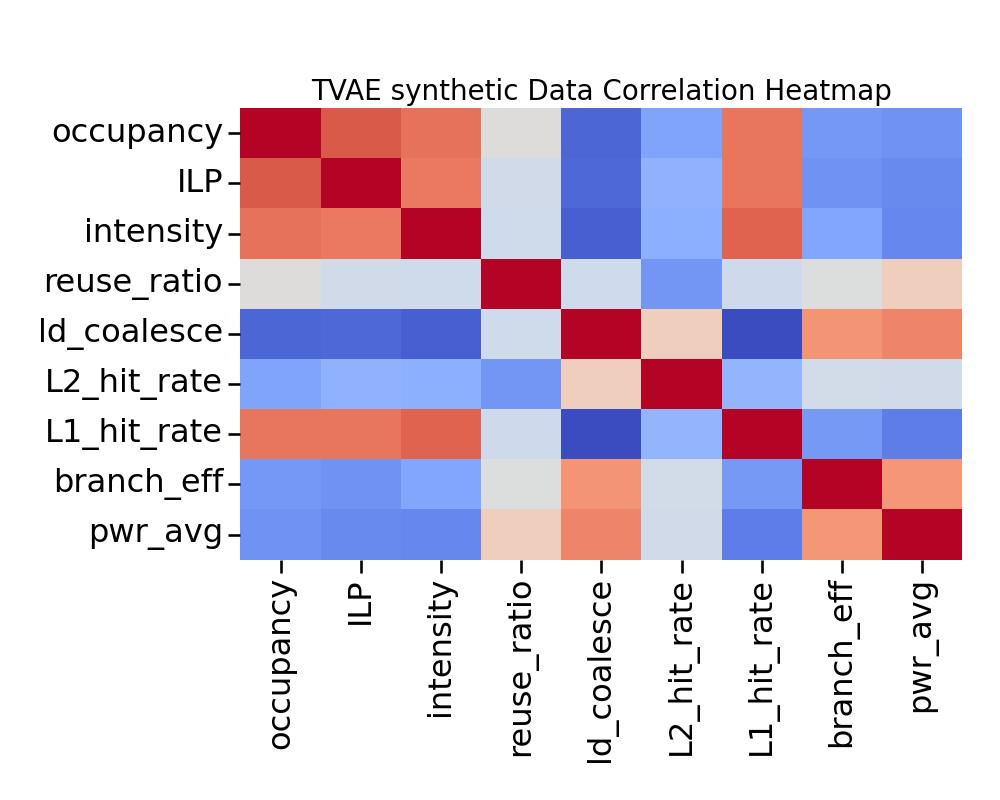 TVAE synthetic Data Correlation Heatmap
occupancy
ILP
intensity
reuse_ratio
ld_coalesce
L2_hit_rate
L1_hit_rate
branch_eff
pwr_avg
occupancy
ILP
intensity
reuse_ratio
ld_coalesce
L2_hit_rate
L1_hit_rate
branch_eff
pwr_avg